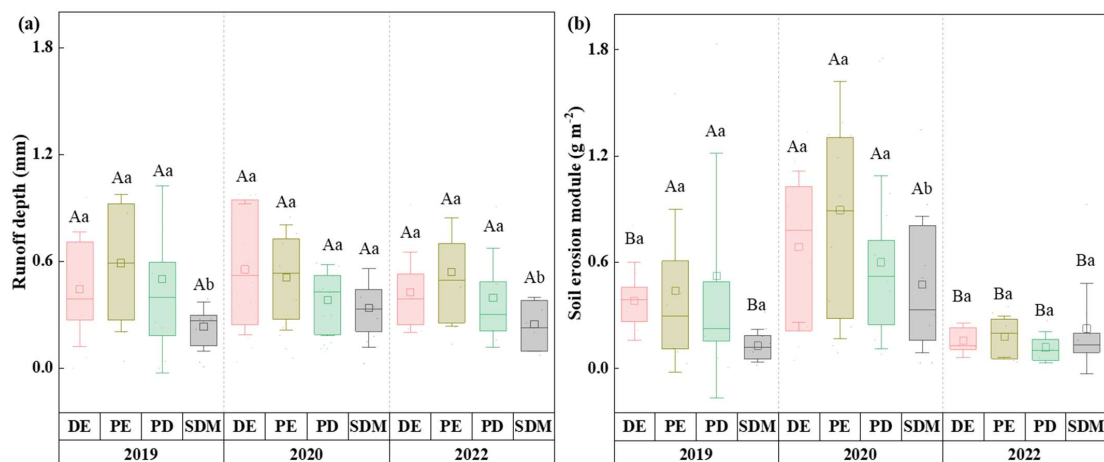 (a)
Runoff depth (mm)
1.8
1.2
0.6
0.0
Aa Aa Aa Ab Aa Aa Aa Aa Aa Aa Aa Ab
DE PE PD SDM DE PE PD SDM DE PE PD SDM
2019 2020 2022
(b)
Soil erosion module (g m⁻²)
1.8
1.2
0.6
0.0
Ba Aa Aa Ba Aa Aa Aa Ab Ba Ba Ba Ba
DE PE PD SDM DE PE PD SDM DE PE PD SDM
2019 2020 2022